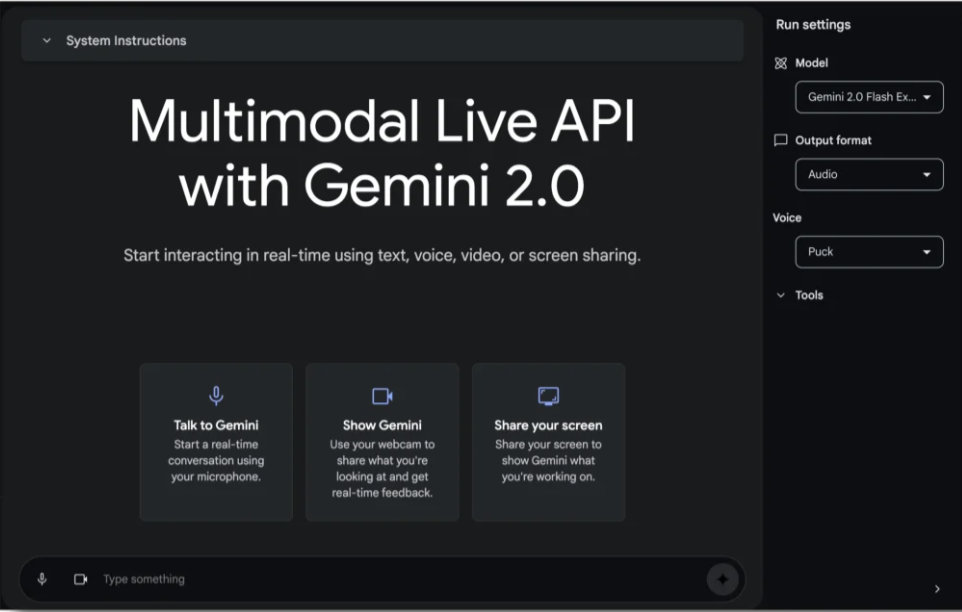 System Instructions
Multimodal Live API
with Gemini 2.0
Start interacting in real-time using text, voice, video, or screen sharing.
Talk to Gemini
Start a real-time
conversation using
your microphone.
Show Gemini
Use your webcam to
share what you're
looking at and get
real-time feedback.
Share your screen
Share your screen to
show Gemini what
you're working on.
Type something
Run settings
Model
Gemini 2.0 Flash Ex...
Output format
Audio
Voice
Puck
Tools